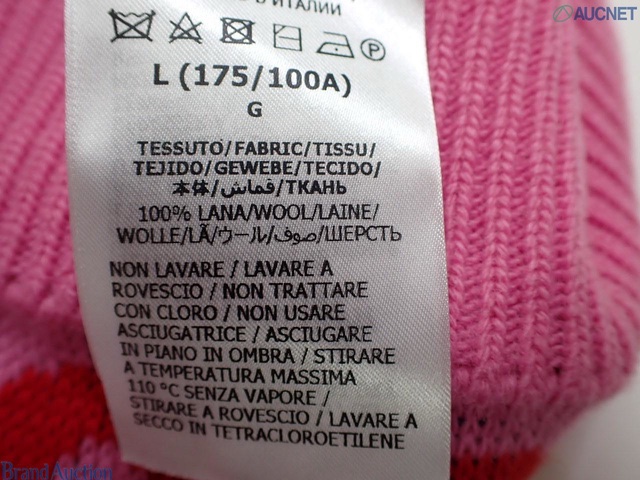 AUCNET
В ИТАЛИИ
P
L (175/100A)
G
TESSUTO/FABRIC/TISSU/
TEJIDO/GEWEBE/TECIDO/
本体/قماش/ТКАНЬ
100% LANA/WOOL/LAINE/
WOLLE/LÃ/ウール/صوف/ШЕРСТЬ
NON LAVARE / LAVARE A
ROVESCIO / NON TRATTARE
CON CLORO / NON USARE
ASCIUGATRICE / ASCIUGARE
IN PIANO IN OMBRA / STIRARE
A TEMPERATURA MASSIMA
110 °C SENZA VAPORE /
STIRARE A ROVESCIO / LAVARE A
SECCO IN TETRACLOROETILENE
Brand Auction